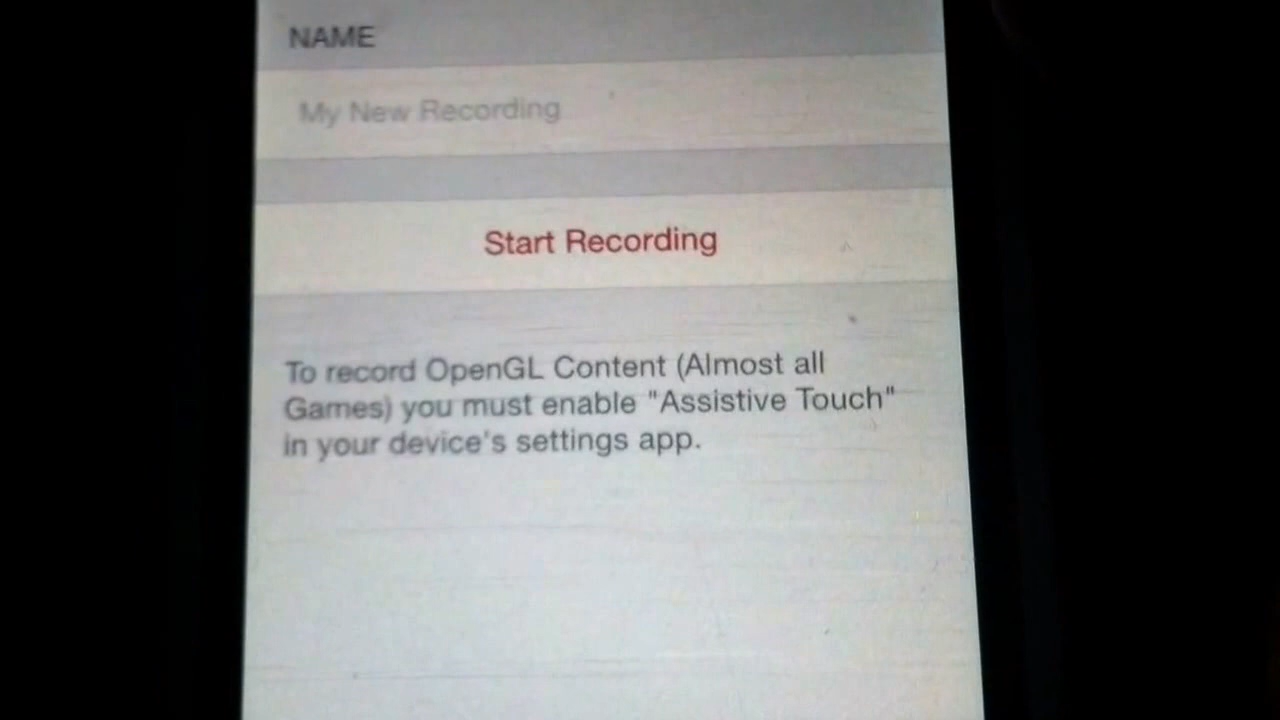 NAME
My New Recording
Start Recording
To record OpenGL Content (Almost all
Games) you must enable "Assistive Touch"
in your device's settings app.